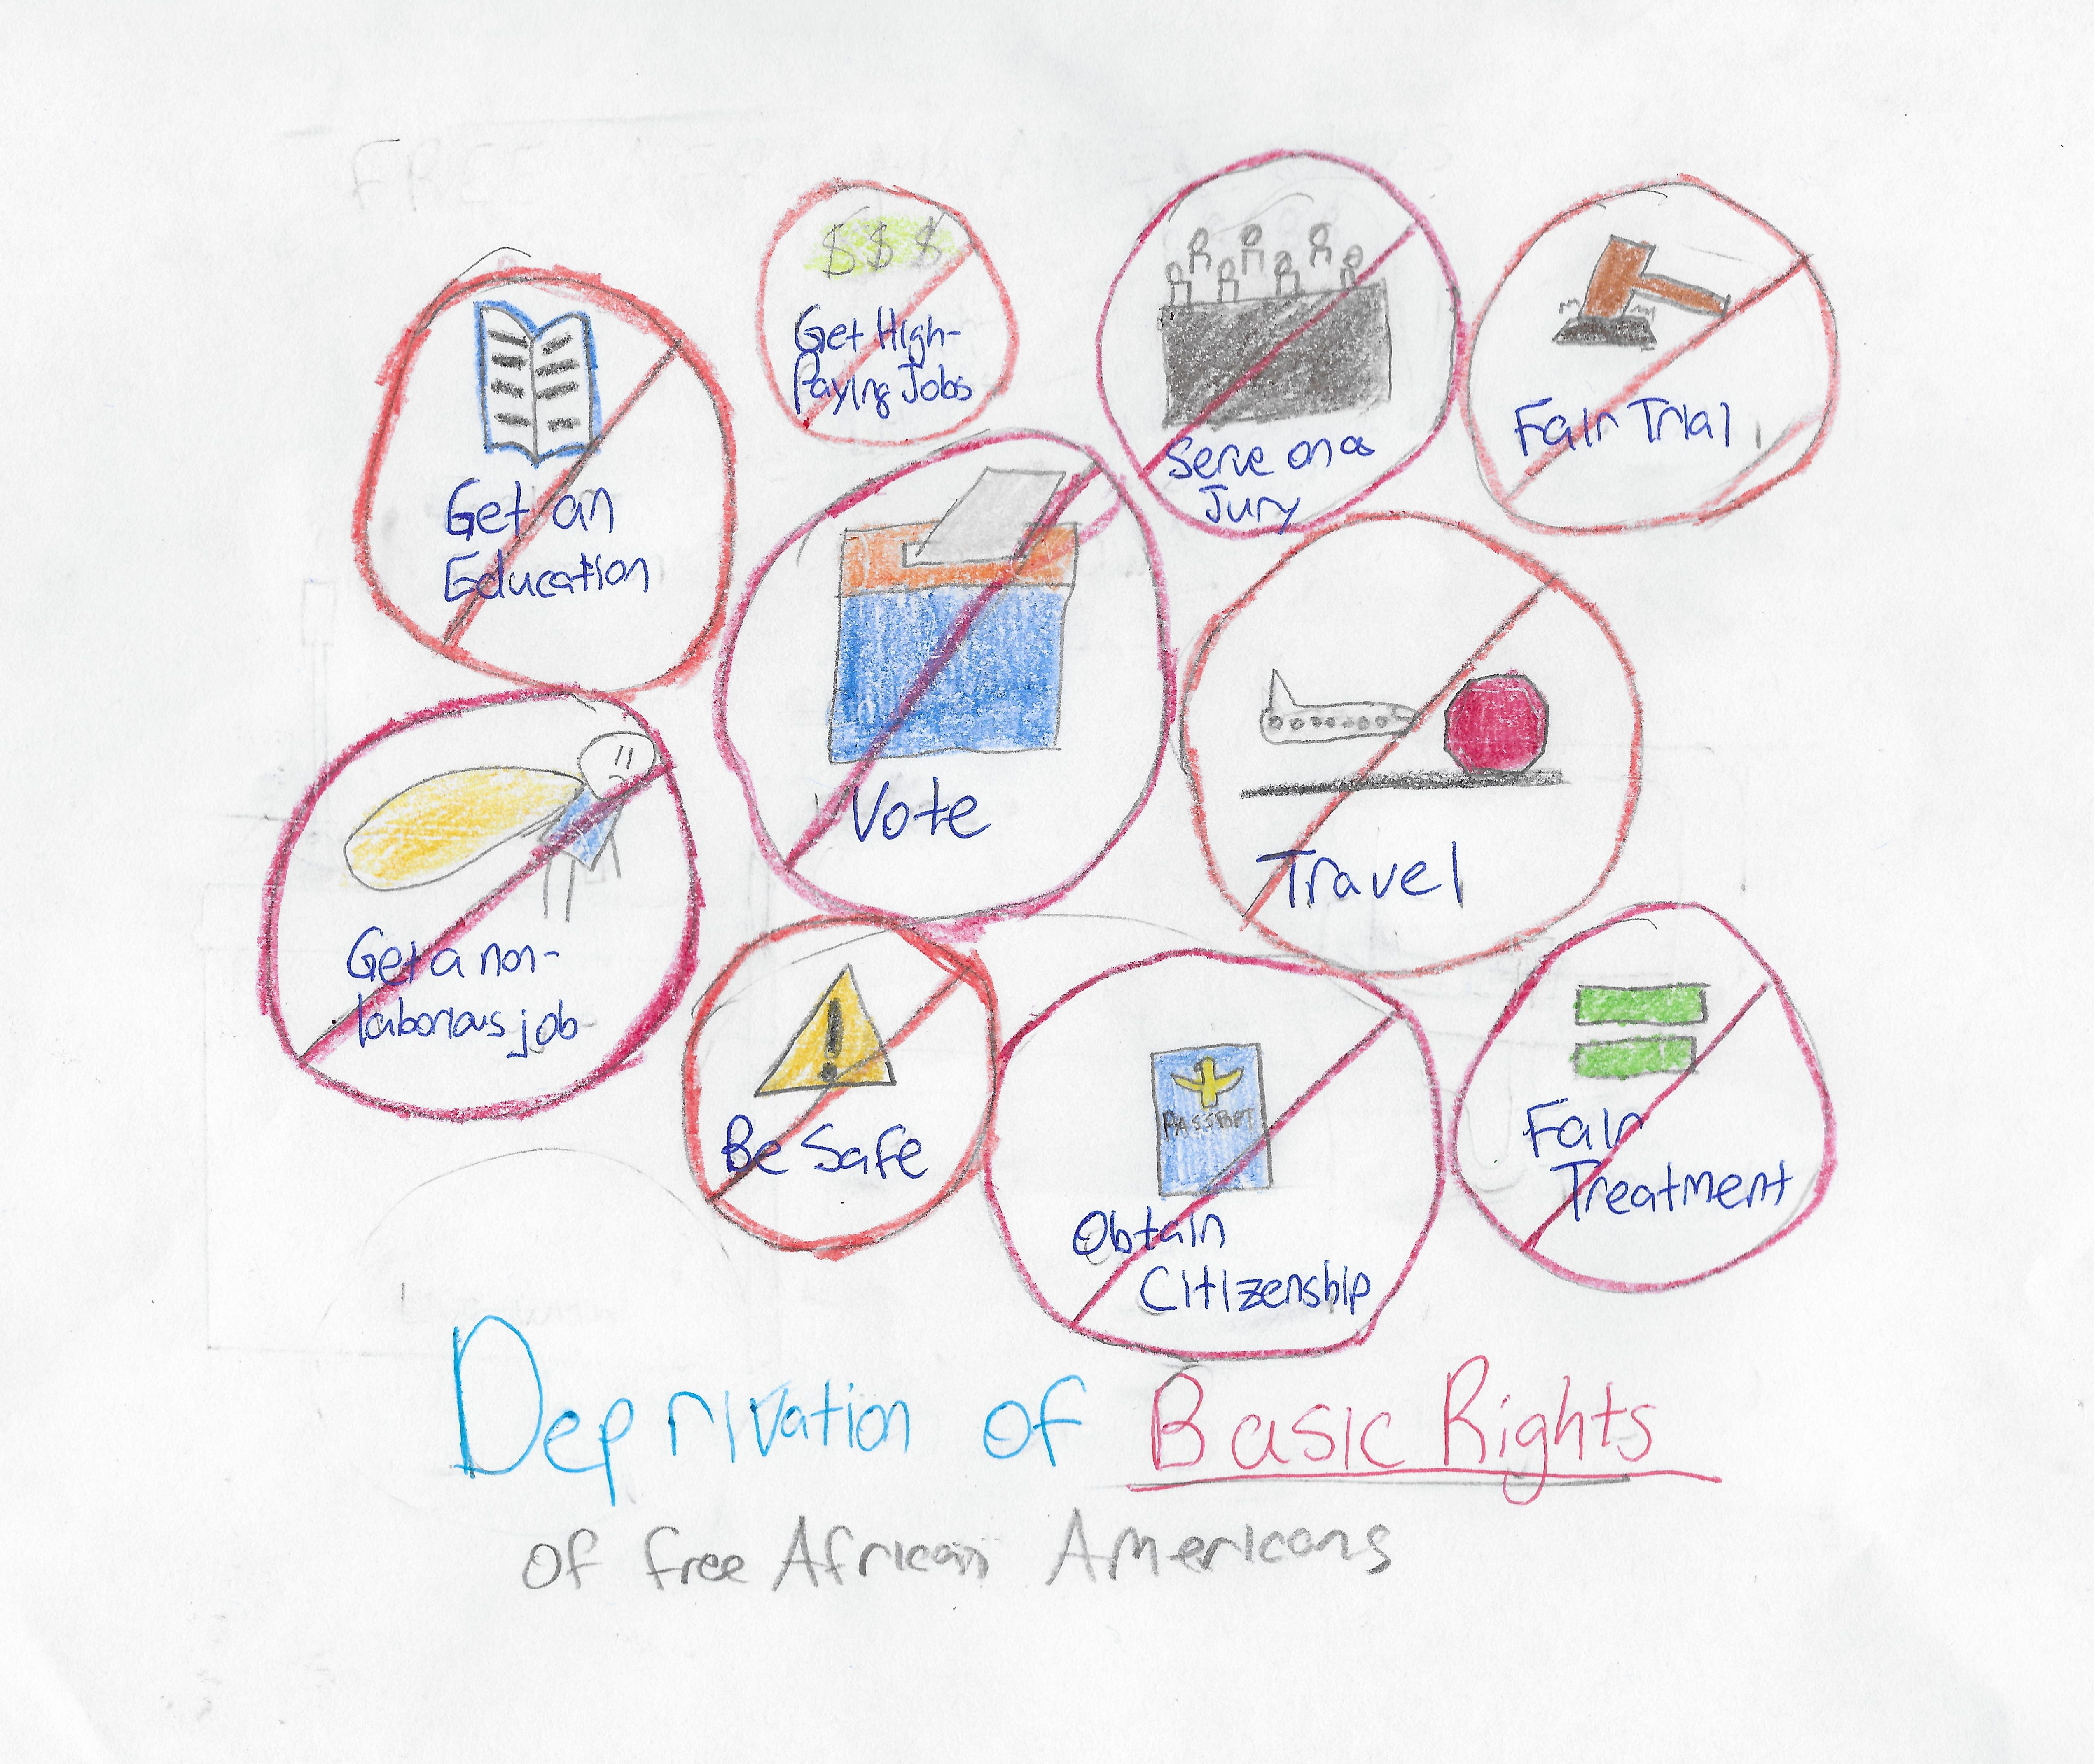 FREE
$ $ $
Get High-
Paying Jobs
Serve on a
Jury
Fair Trial
Get an
Education
Vote
Travel
Get a non-
laborious job
Be Safe
!
PASSPORT
Obtain
Citizenship
Fair
Treatment
Deprivation of Basic Rights
of free African Americans